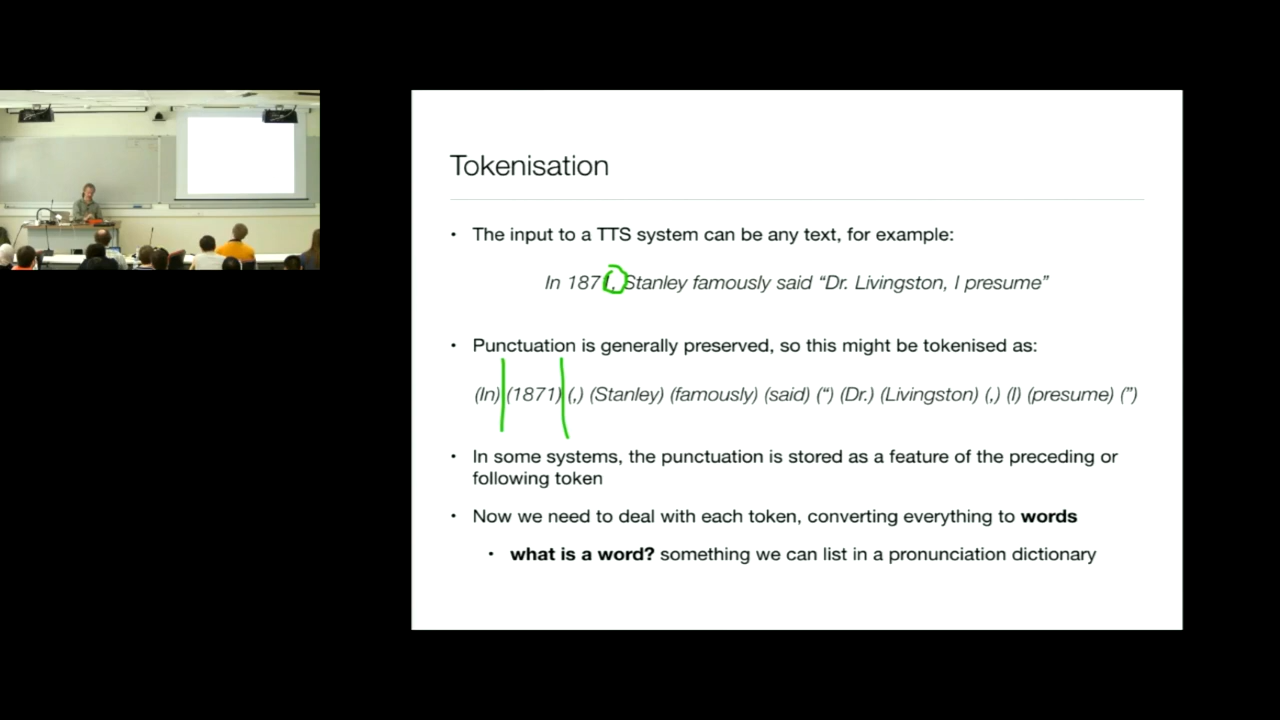 Tokenisation
• The input to a TTS system can be any text, for example:
In 1871, Stanley famously said “Dr. Livingston, I presume”
• Punctuation is generally preserved, so this might be tokenised as:
(In) (1871) (,) (Stanley) (famously) (said) (“) (Dr.) (Livingston) (,) (I) (presume) (”)
• In some systems, the punctuation is stored as a feature of the preceding or
following token
• Now we need to deal with each token, converting everything to words
• what is a word? something we can list in a pronunciation dictionary